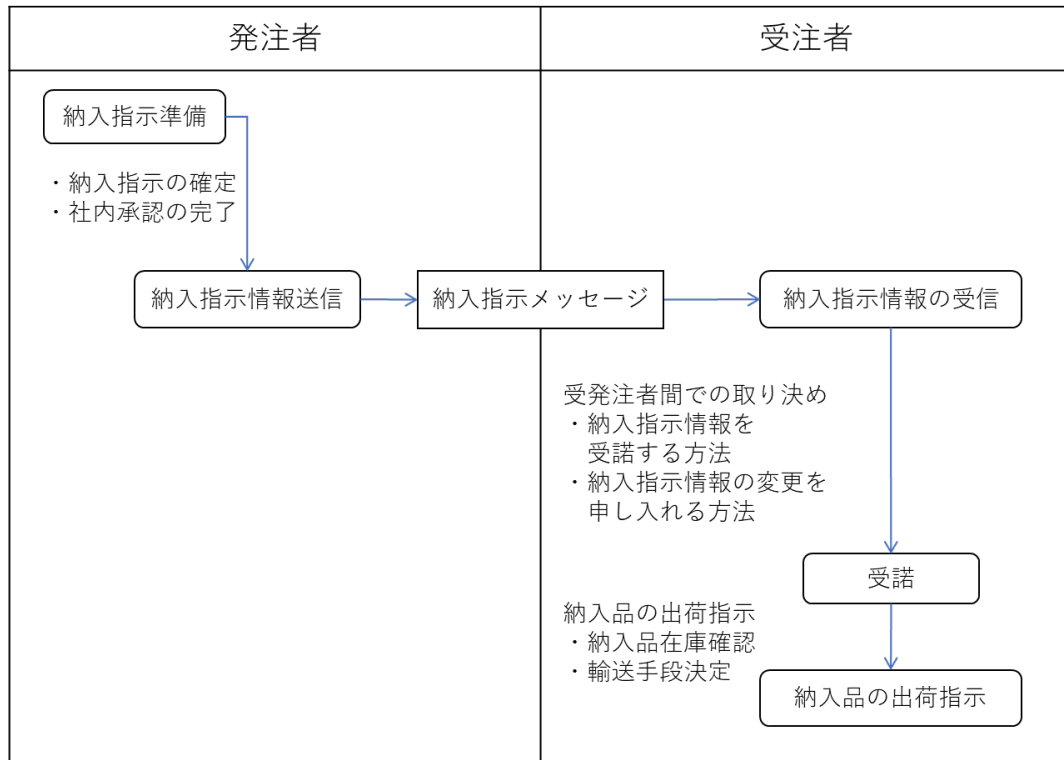 発注者
受注者
納入指示準備
・納入指示の確定
・社内承認の完了
納入指示情報送信
納入指示メッセージ
納入指示情報の受信
受発注者間での取り決め
・納入指示情報を
受諾する方法
・納入指示情報の変更を
申し入れる方法
受諾
納入品の出荷指示
・納入品在庫確認
・輸送手段決定
納入品の出荷指示